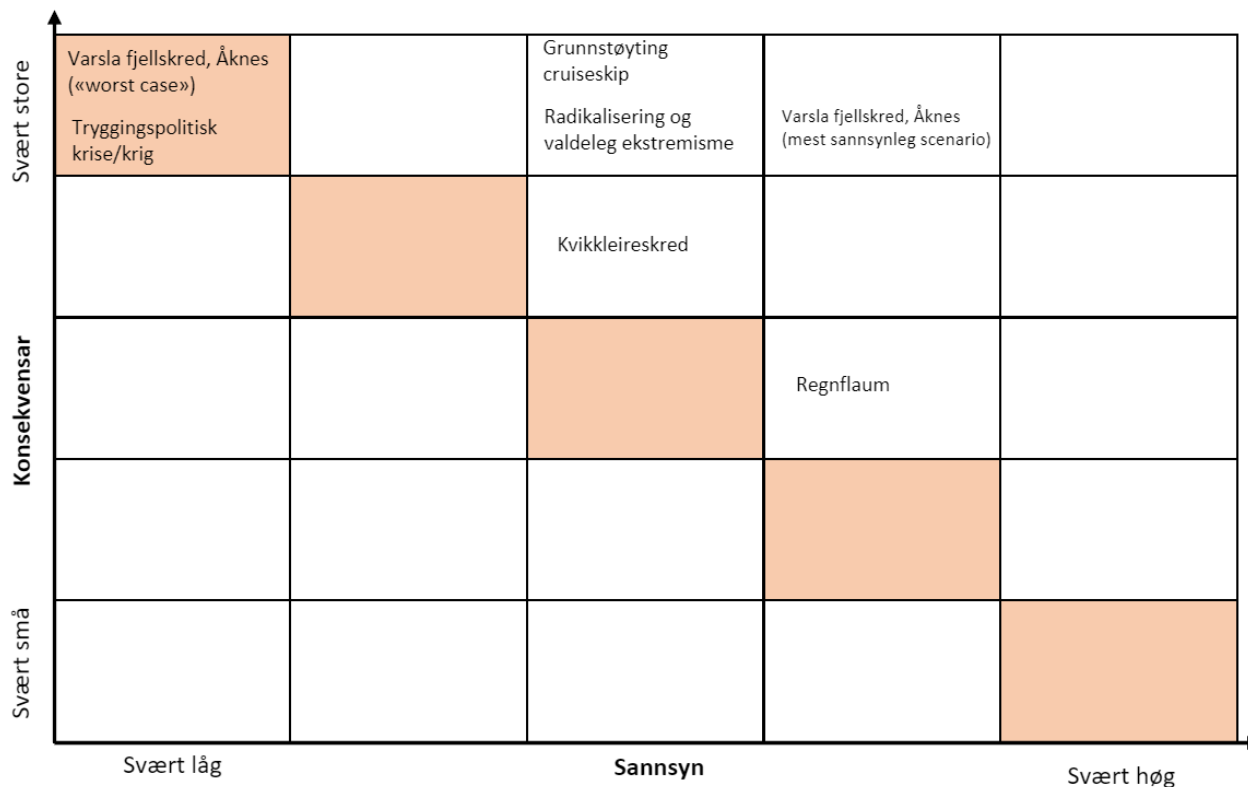 Svært store
Varsla fjellskred, Åknes
(«worst case»)
Tryggingspolitisk
krise/krig
Grunnstøyting
cruiseskip
Radikalisering og
valdeleg ekstremisme
Varsla fjellskred, Åknes
(mest sannsynleg scenario)
Kvikkleireskred
Konsekvensar
Regnflaum
Svært små
Svært låg
Sannsyn
Svært høg